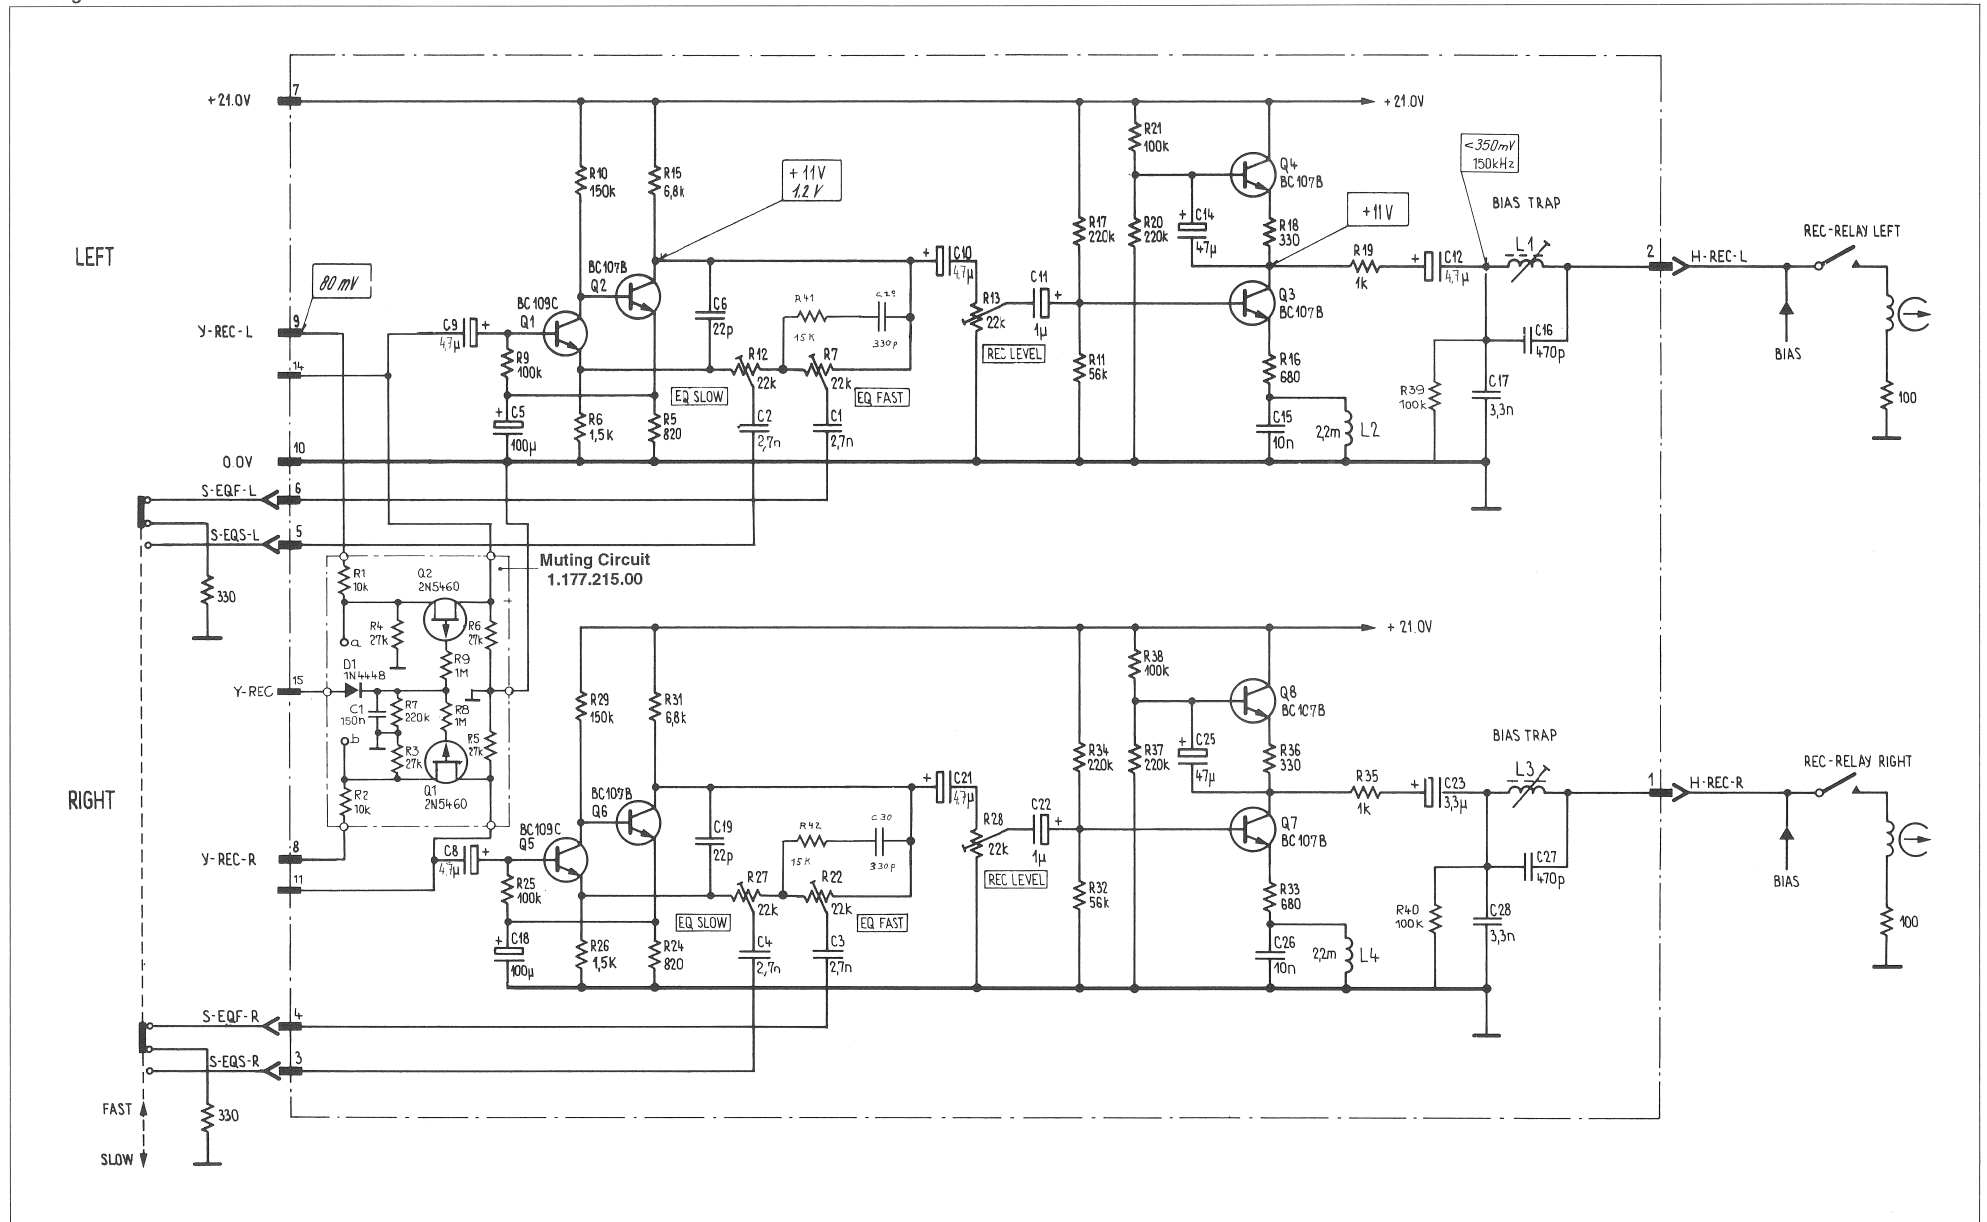 +21.0V
7
+21.0V
R10
150k
R15
6,8k
+11V
1.2V
R21
100k
Q4
BC107B
<350mV
150kHz
BIAS TRAP
LEFT
80 mV
BC107B
Q2
BC109C
Q1
C6
22p
R41
15K
C29
330p
+
C10
4,7µ
R13
22k
REC LEVEL
C11
+
1µ
R17
220k
R20
220k
+
C14
47µ
R18
330
+11V
R19
1k
+
C12
4,7µ
L1
2
H-REC-L
REC-RELAY LEFT
Y-REC-L
9
14
C9
+
4,7µ
R9
100k
+
C5
100µ
R6
1,5K
R5
820
R12
22k
EQ SLOW
R7
22k
EQ FAST
C2
2,7n
C1
2,7n
R11
56k
Q3
BC107B
R16
680
C15
10n
2,2m
L2
R39
100k
C17
3,3n
C16
470p
BIAS
100
0.0V
10
S-EQF-L
6
S-EQS-L
5
330
Muting Circuit
1.177.215.00
R1
10k
Q2
2N5460
R4
27k
R6
27k
+
a
R9
1M
D1
1N4448
Y-REC
15
C1
150n
R7
220k
R8
1M
b
R3
27k
R5
27k
Q1
2N5460
R2
10k
+21.0V
R29
150k
R31
6,8k
R38
100k
Q8
BC107B
BIAS TRAP
RIGHT
BC107B
Q6
BC109C
Q5
C19
22p
R42
15K
C30
330p
+
C21
4,7µ
R28
22k
REC LEVEL
C22
+
1µ
R34
220k
R37
220k
+
C25
47µ
R36
330
R35
1k
+
C23
3,3µ
L3
1
H-REC-R
REC-RELAY RIGHT
Y-REC-R
8
11
C8
+
4,7µ
R25
100k
+
C18
100µ
R26
1,5K
R24
820
R27
22k
EQ SLOW
R22
22k
EQ FAST
C4
2,7n
C3
2,7n
R32
56k
Q7
BC107B
R33
680
C26
10n
2,2m
L4
R40
100k
C28
3,3n
C27
470p
BIAS
100
S-EQF-R
4
S-EQS-R
3
330
FAST
SLOW